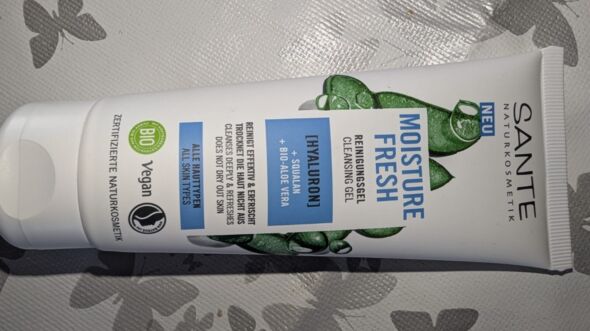 SANTE
NATURKOSMETIK
NEU
MOISTURE
FRESH
REINIGUNGSGEL
CLEANSING GEL
[HYALURON]
+ SQUALAN
+ BIO-ALOE VERA
REINIGT EFFEKTIV & ERFRISCHT
TROCKNET DIE HAUT NICHT AUS
CLEANSES DEEPLY & REFRESHES
DOES NOT DRY OUT SKIN
ALLE HAUTTYPEN
ALL SKIN TYPES
BIO
Vegan
ZERTIFIZIERTE NATURKOSMETIK